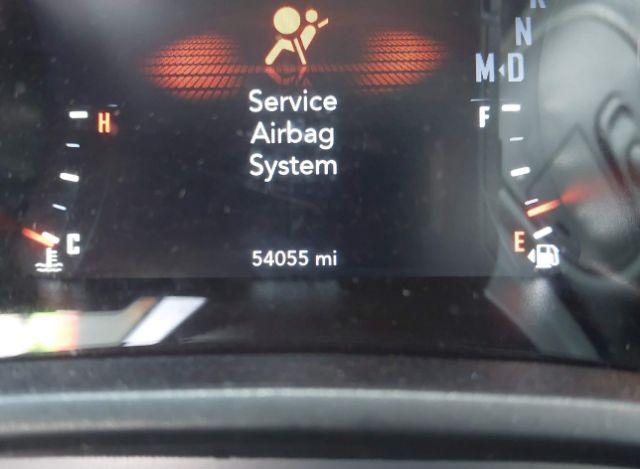 R
N
M D
H
F
Service
Airbag
System
C
E
54055 mi